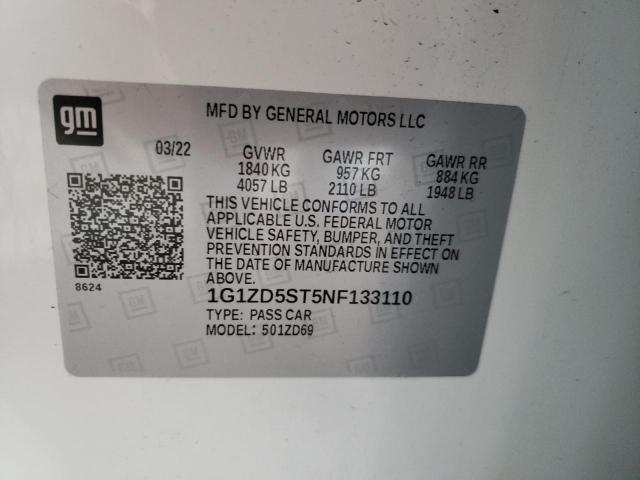 gm
MFD BY GENERAL MOTORS LLC
03/22 GVWR GAWR FRT GAWR RR
1840 KG 957 KG 884 KG
4057 LB 2110 LB 1948 LB
THIS VEHICLE CONFORMS TO ALL
APPLICABLE U.S. FEDERAL MOTOR
VEHICLE SAFETY, BUMPER, AND THEFT
PREVENTION STANDARDS IN EFFECT ON
THE DATE OF MANUFACTURE SHOWN
ABOVE.
8624
1G1ZD5ST5NF133110
TYPE: PASS CAR
MODEL: 501ZD69